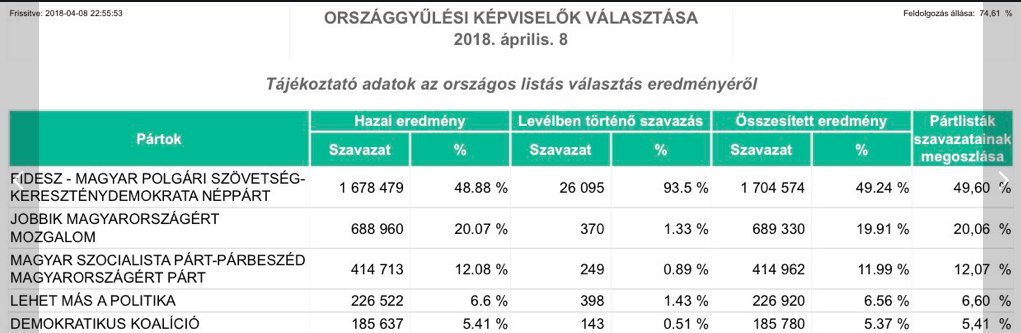 Frissítve: 2018-04-08 22:55:53
Feldolgozás állása: 74,61 %
ORSZÁGGYŰLÉSI KÉPVISELŐK VÁLASZTÁSA
2018. április. 8
Tájékoztató adatok az országos listás választás eredményéről
Pártok
Hazai eredmény
Levélben történő szavazás
Összesített eredmény
Pártlisták
szavazatainak
megoszlása
Szavazat % Szavazat % Szavazat %
FIDESZ - MAGYAR POLGÁRI SZÖVETSÉG-
KERESZTÉNYDEMOKRATA NÉPPÁRT
1 678 479 48.88 % 26 095 93.5 % 1 704 574 49.24 % 49,60 %
JOBBIK MAGYARORSZÁGÉRT
MOZGALOM
688 960 20.07 % 370 1.33 % 689 330 19.91 % 20,06 %
MAGYAR SZOCIALISTA PÁRT-PÁRBESZÉD
MAGYARORSZÁGÉRT PÁRT
414 713 12.08 % 249 0.89 % 414 962 11.99 % 12,07 %
LEHET MÁS A POLITIKA 226 522 6.6 % 398 1.43 % 226 920 6.56 % 6,60 %
DEMOKRATIKUS KOALÍCIÓ 185 637 5.41 % 143 0.51 % 185 780 5.37 % 5,41 %